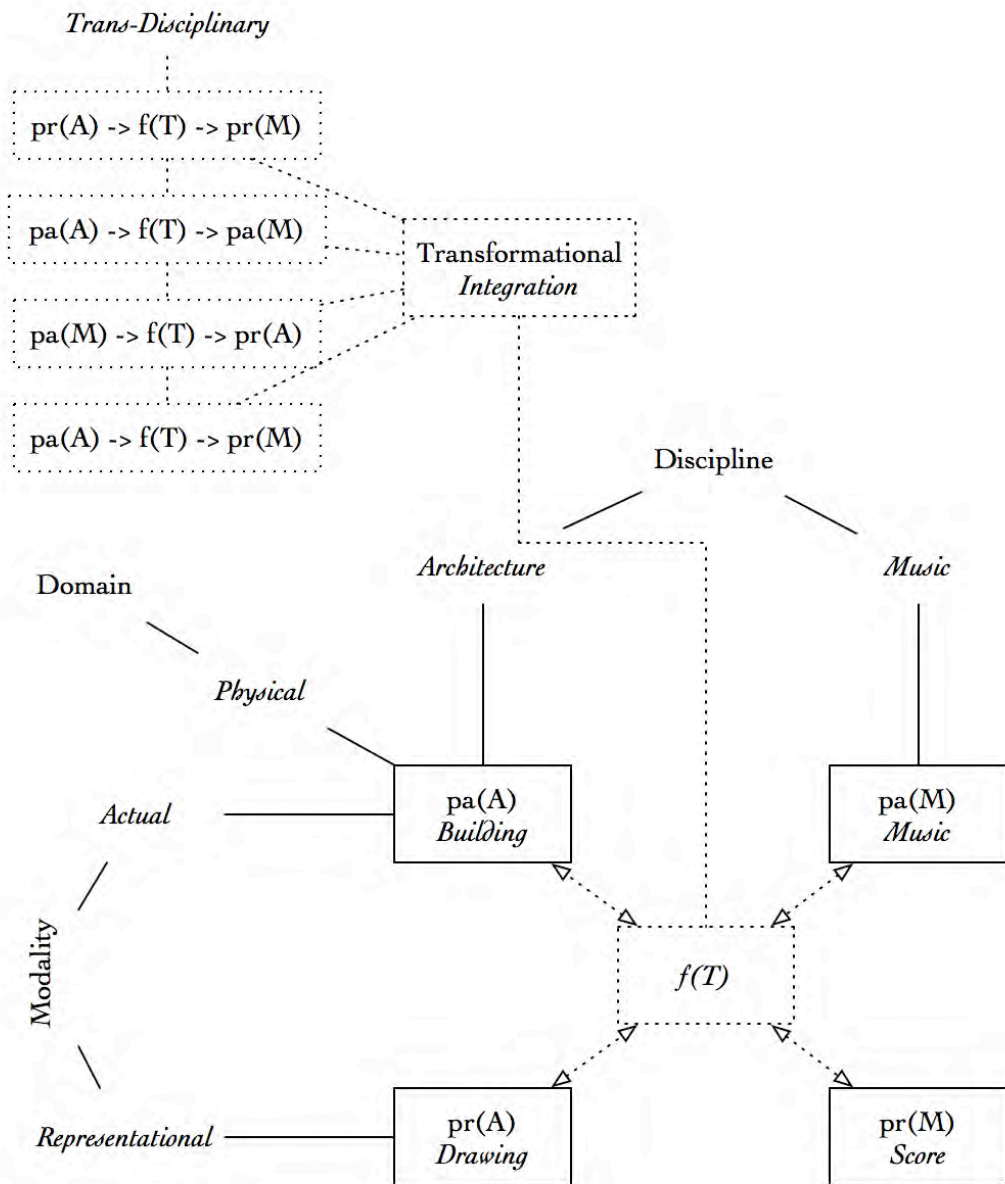 Trans-Disciplinary
pr(A) -> f(T) -> pr(M)
pa(A) -> f(T) -> pa(M)
Transformational
Integration
pa(M) -> f(T) -> pr(A)
pa(A) -> f(T) -> pr(M)
Discipline
Architecture
Music
Domain
Physical
Actual
pa(A)
Building
pa(M)
Music
Modality
f(T)
Representational
pr(A)
Drawing
pr(M)
Score